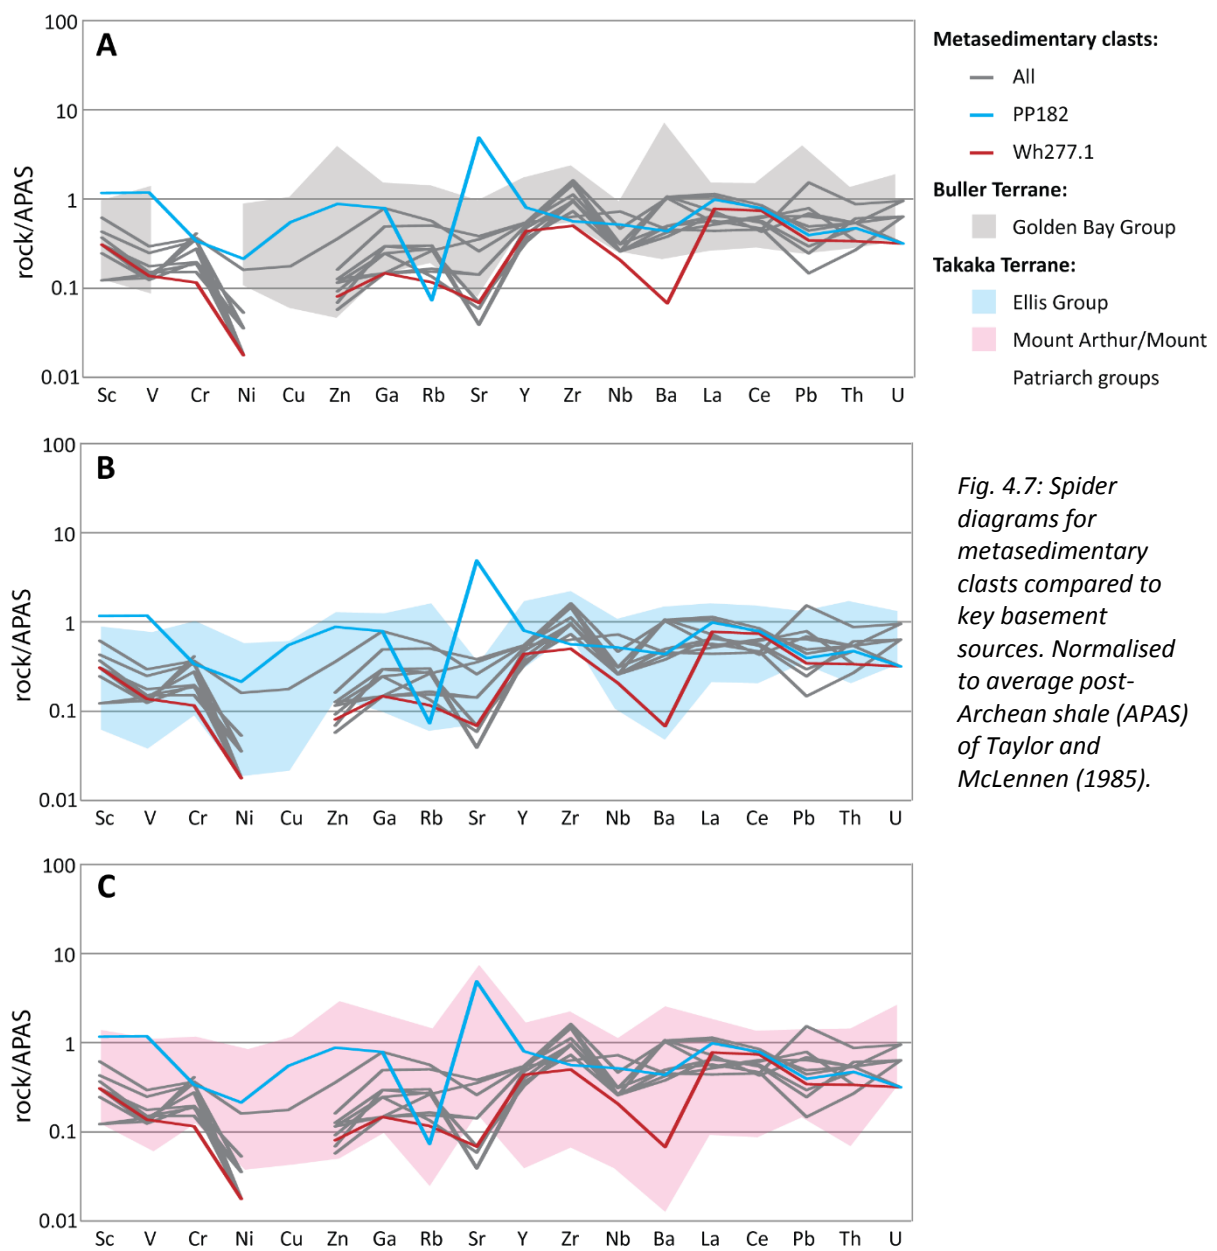 A
100
10
1
0.1
0.01
rock/APAS
Sc V Cr Ni Cu Zn Ga Rb Sr Y Zr Nb Ba La Ce Pb Th U
Metasedimentary clasts:
All
PP182
Wh277.1
Buller Terrane:
Golden Bay Group
Takaka Terrane:
Ellis Group
Mount Arthur/Mount
Patriarch groups
B
100
10
1
0.1
0.01
rock/APAS
Sc V Cr Ni Cu Zn Ga Rb Sr Y Zr Nb Ba La Ce Pb Th U
Fig. 4.7: Spider
diagrams for
metasedimentary
clasts compared to
key basement
sources. Normalised
to average post-
Archean shale (APAS)
of Taylor and
McLennen (1985).
C
100
10
1
0.1
0.01
rock/APAS
Sc V Cr Ni Cu Zn Ga Rb Sr Y Zr Nb Ba La Ce Pb Th U